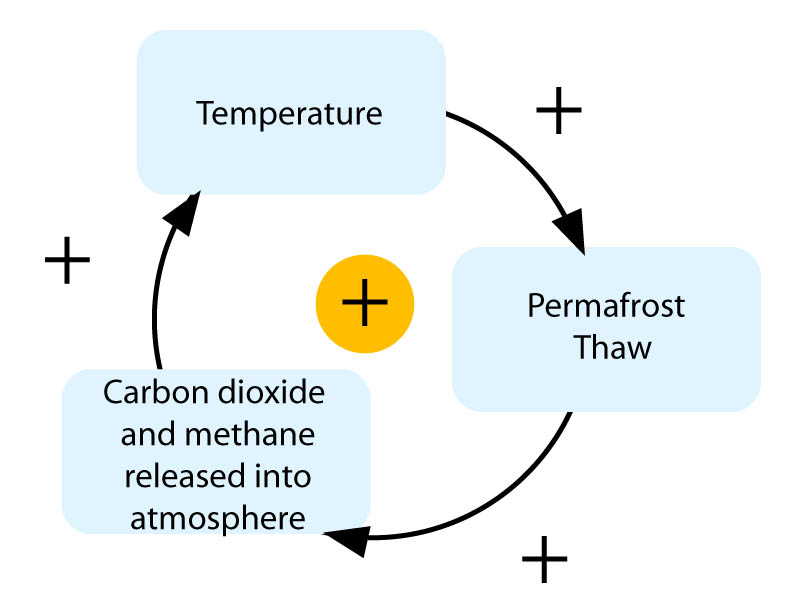 Temperature
+
Permafrost
Thaw
+
Carbon dioxide
and methane
released into
atmosphere
+
+